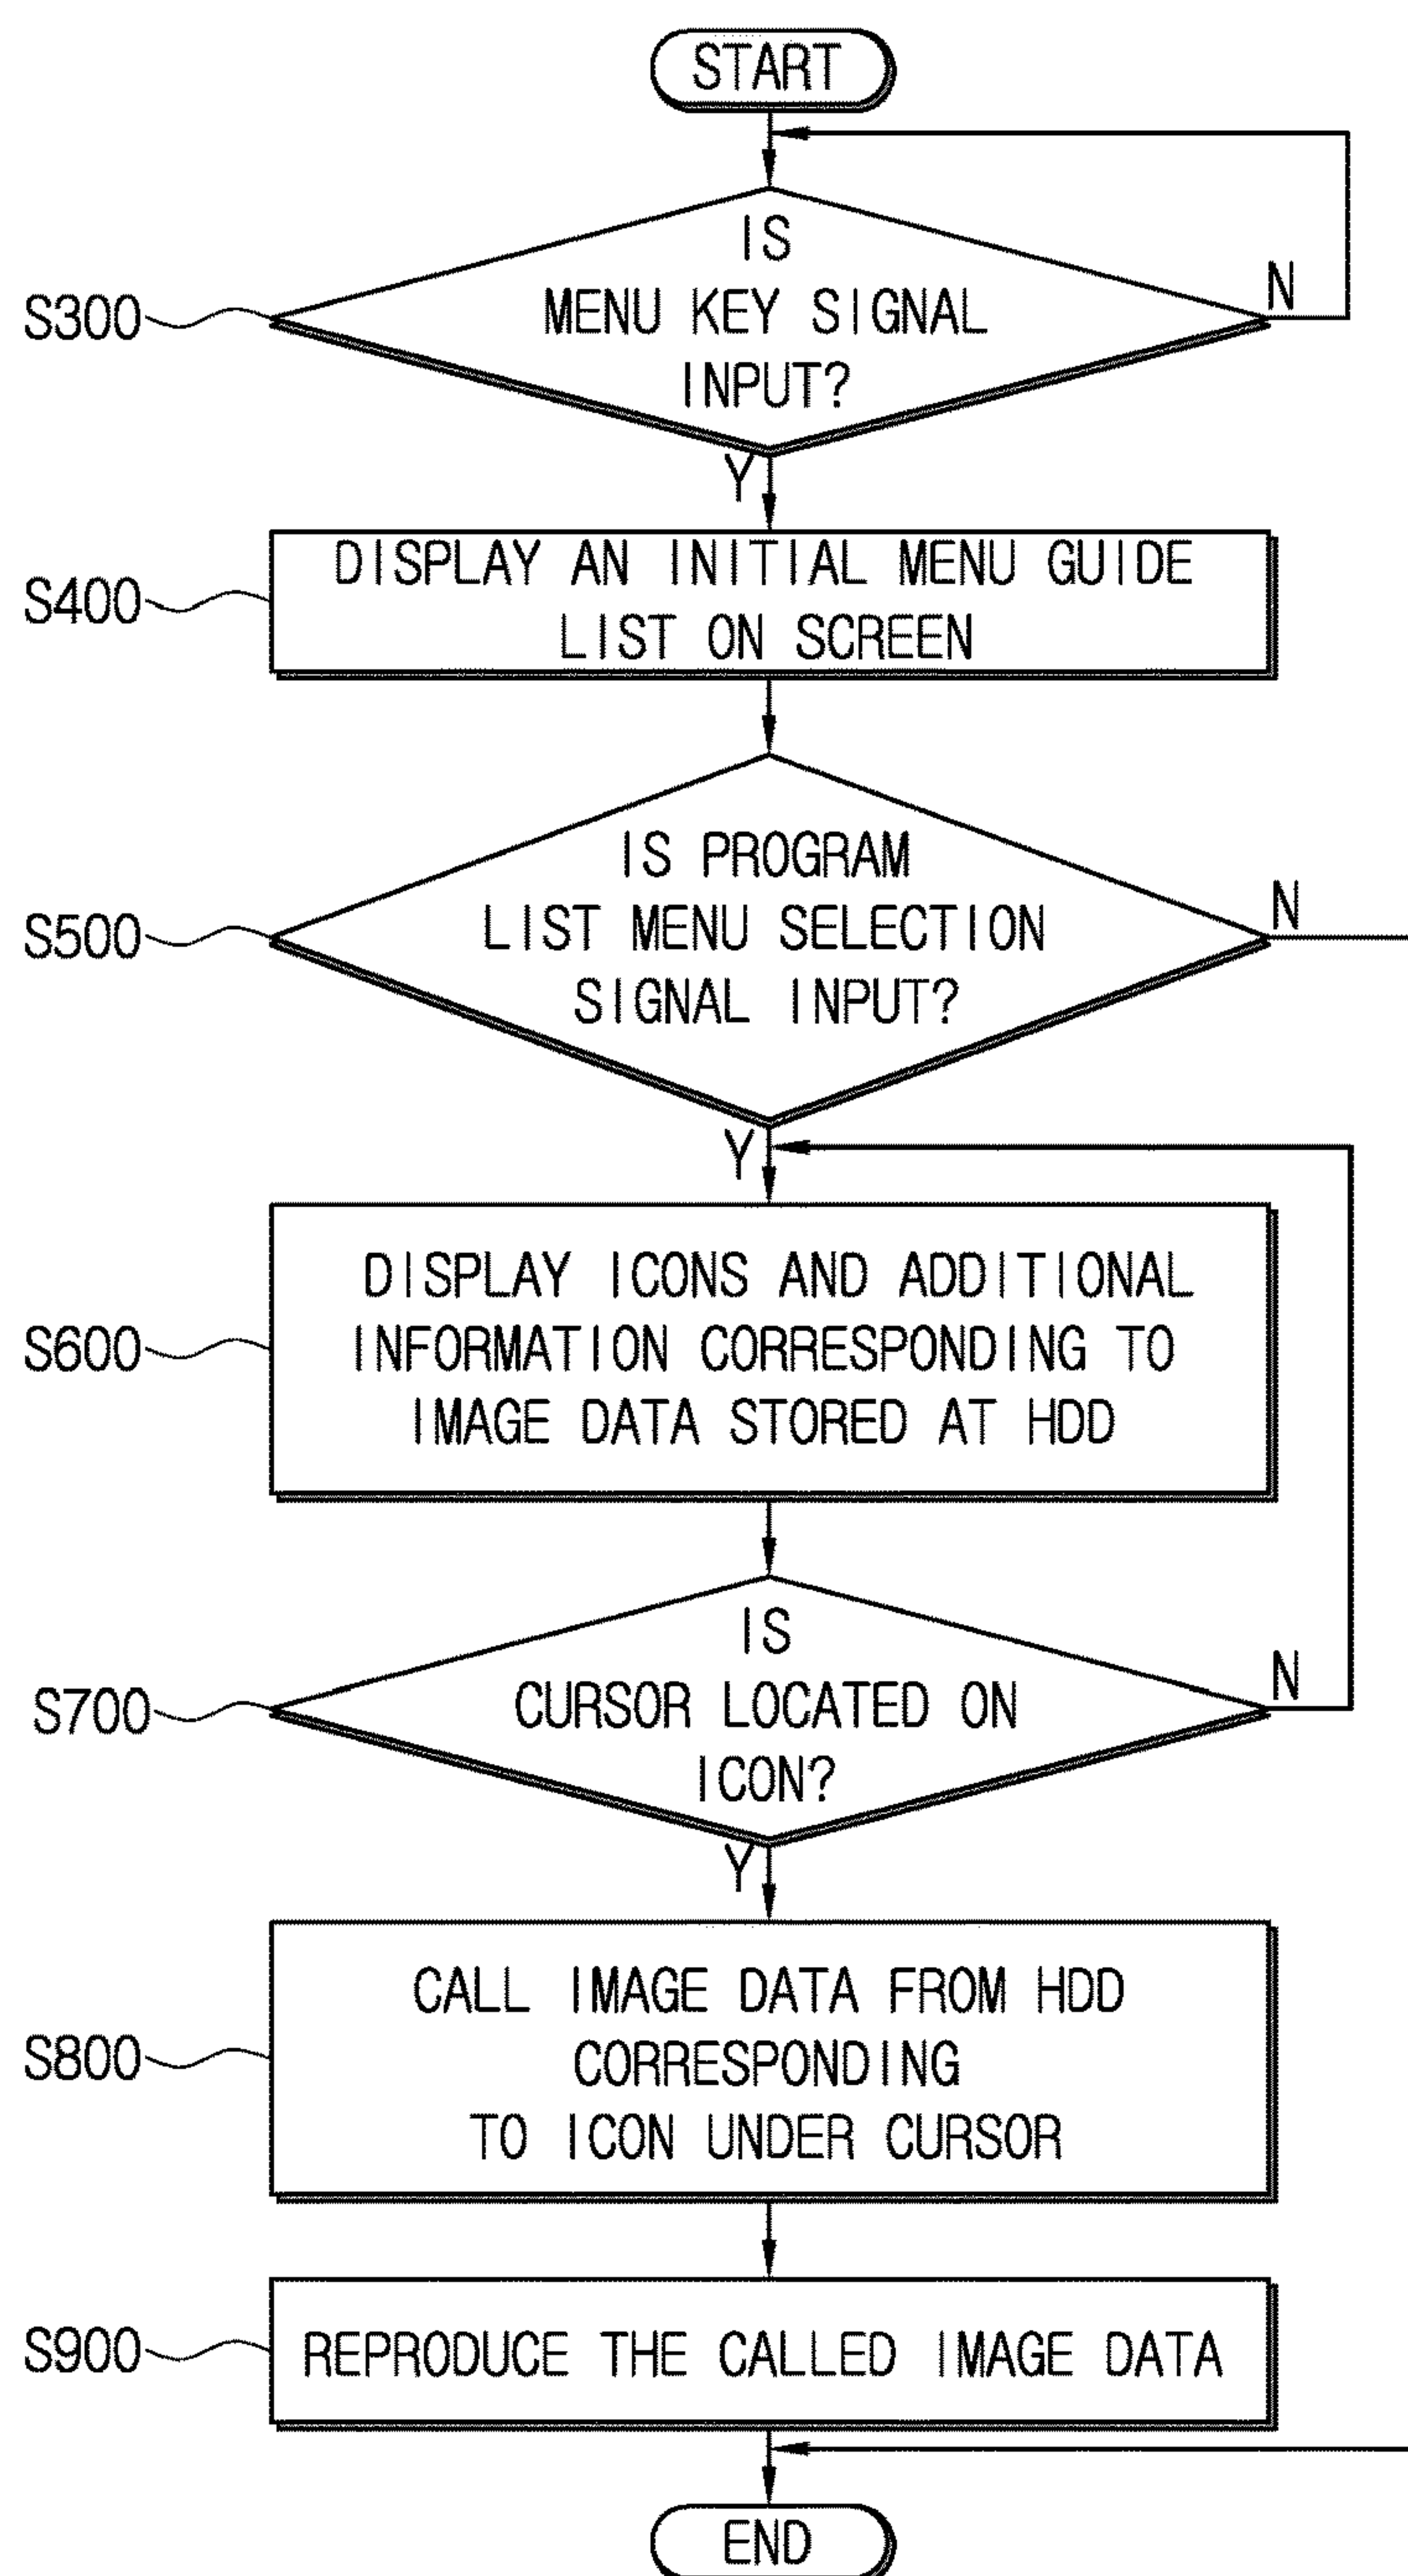 START
IS
MENU KEY SIGNAL
INPUT?
N
S300
Y
DISPLAY AN INITIAL MENU GUIDE
LIST ON SCREEN
S400
IS PROGRAM
LIST MENU SELECTION
SIGNAL INPUT?
N
S500
Y
DISPLAY ICONS AND ADDITIONAL
INFORMATION CORRESPONDING TO
IMAGE DATA STORED AT HDD
S600
IS
CURSOR LOCATED ON
ICON?
N
S700
Y
CALL IMAGE DATA FROM HDD
CORRESPONDING
TO ICON UNDER CURSOR
S800
REPRODUCE THE CALLED IMAGE DATA
S900
END